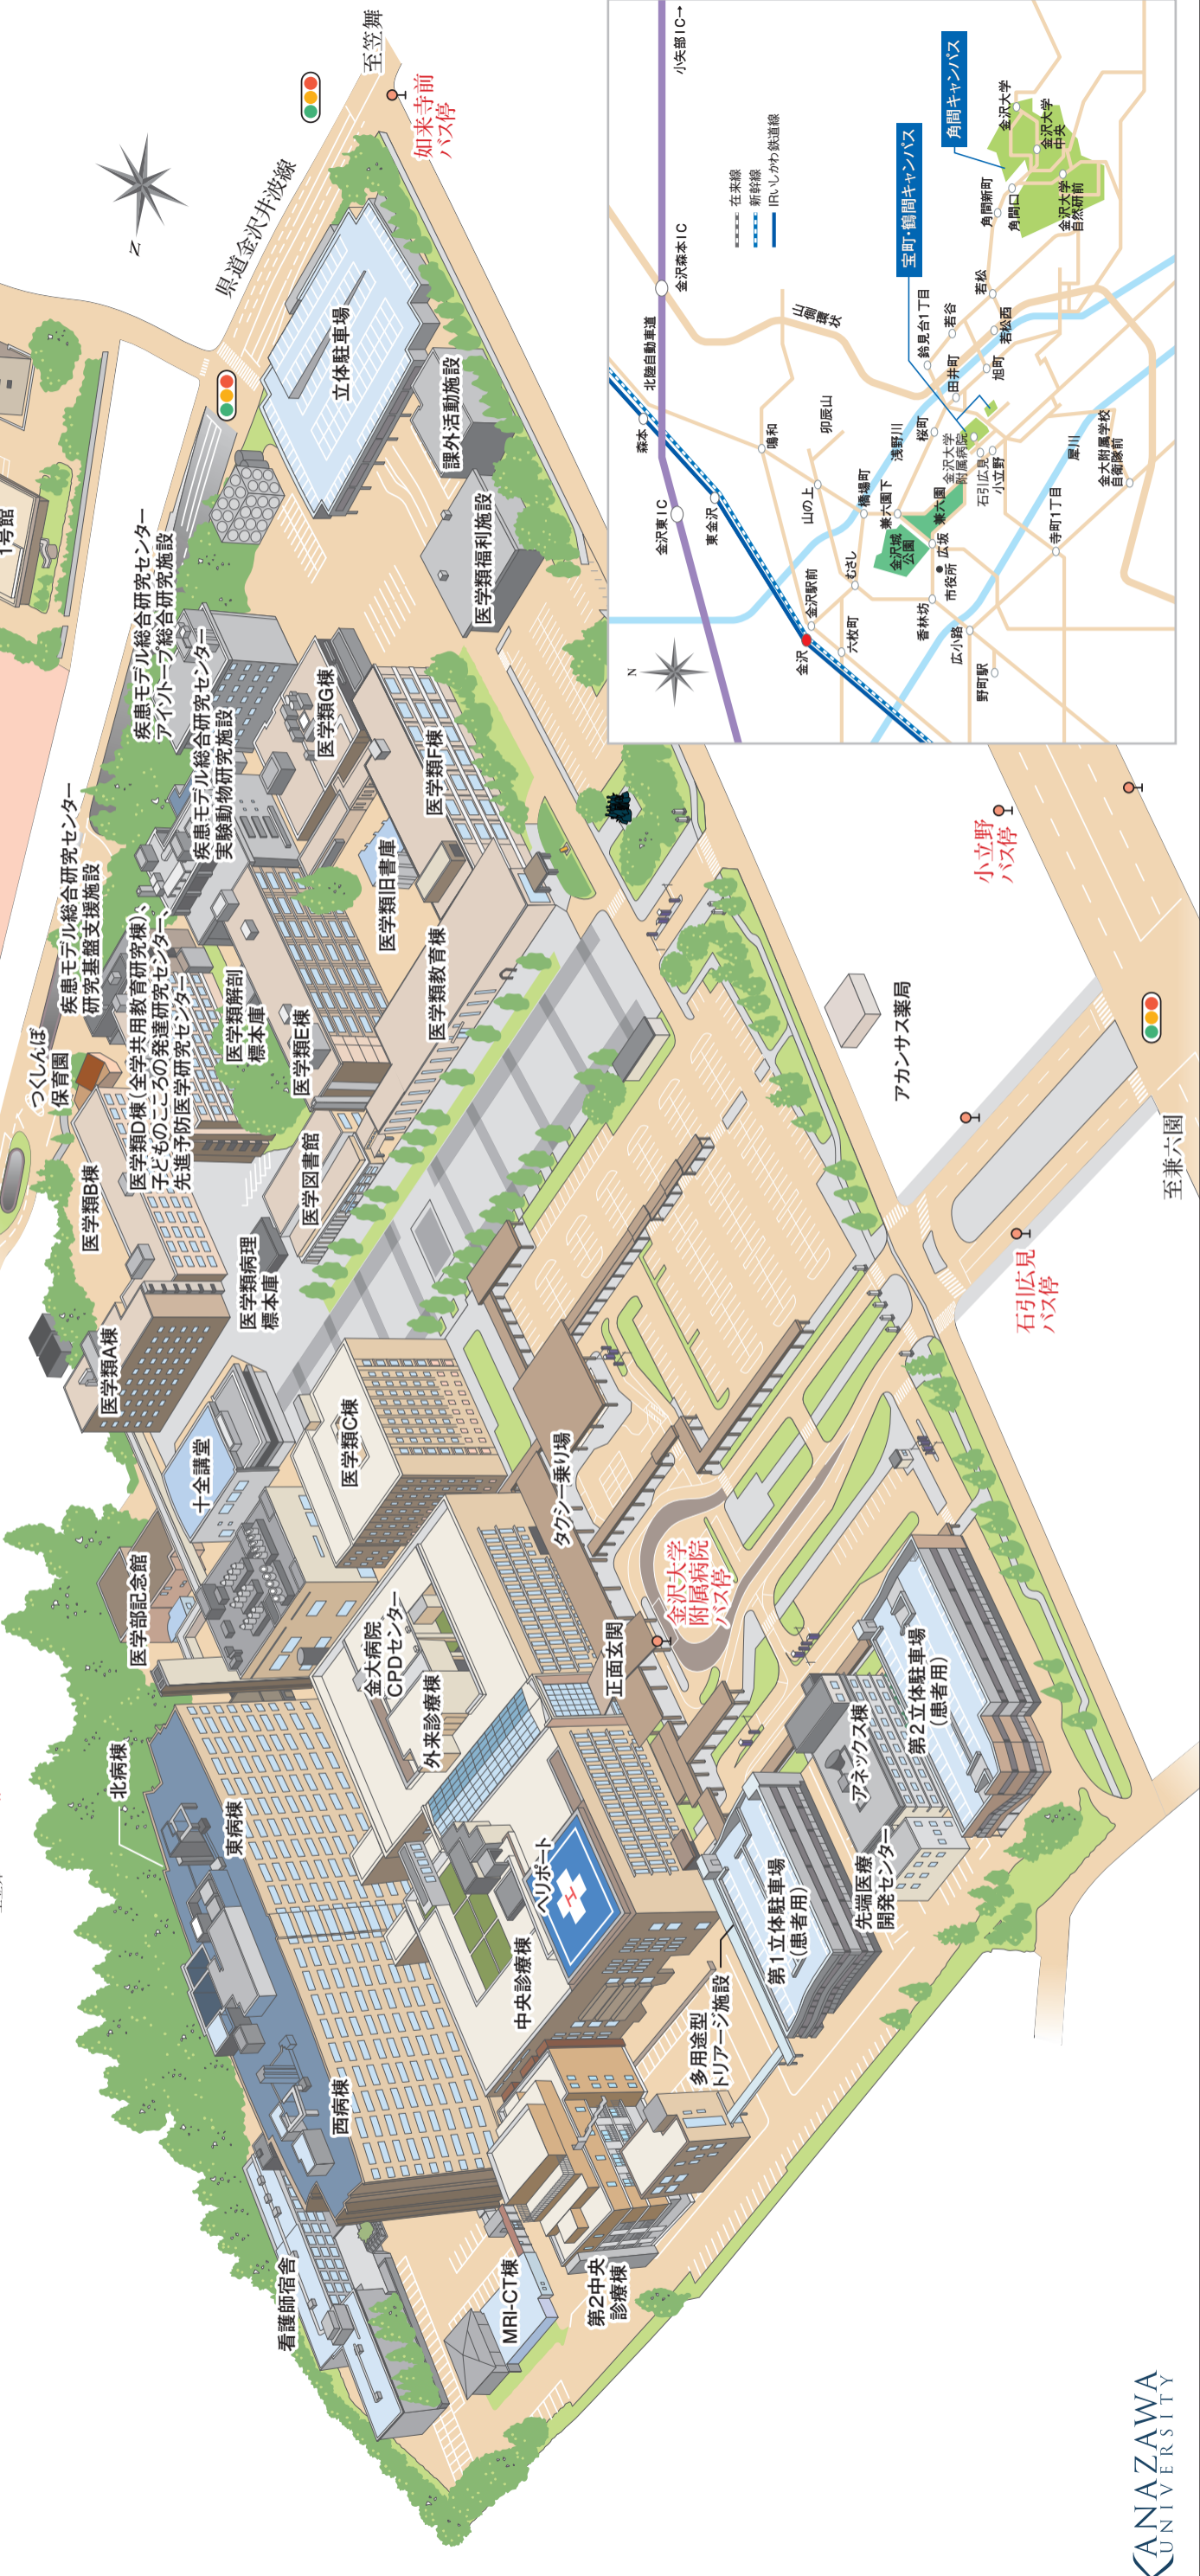 看護師宿舎
西病棟
東病棟
北病棟
MRI-CT棟
第2中央
診療棟
中央診療棟
ヘリポート
外来診療棟
金大病院
CPDセンター
正面玄関
多用途型
トリアージ施設
第1立体駐車場
(患者用)
先端医療
開発センター
アネックス棟
第2立体駐車場
(患者用)
金沢大学
附属病院
バス停
タクシー乗り場
医学部記念館
十全講堂
医学類C棟
医学類A棟
医学類B棟
医学類病理
標本庫
医学図書館
つくしんぼ
保育園
医学類D棟(全学共用教育研究棟)、
子どものこころの発達研究センター、
先進予防医学研究センター
医学類解剖
標本庫
医学類E棟
疾患モデル総合研究センター
研究基盤支援施設
医学類教育棟
医学類旧書庫
医学類F棟
医学類G棟
疾患モデル総合研究センター
実験動物研究施設
疾患モデル総合研究センター
アイソトープ総合研究施設
医学類福利施設
課外活動施設
立体駐車場
1号館
N
県道金沢井波線
至笠舞
如来寺前
バス停
石引広見
バス停
至兼六園
アカンサス薬局
小立野
バス停
N
在来線
新幹線
IRいしかわ鉄道線
小矢部IC→
金沢森本IC
北陸自動車道
金沢東IC
森本
東金沢
金沢
金沢駅前
六枚町
むさし
山の上
鳴和
卯辰山
山側環状
橋場町
兼六園下
浅野川
桜町
金沢大学
附属病院
石引広見
小立野
田井町
鈴見台1丁目
若谷
旭町
若松西
若松
宝町・鶴間キャンパス
角間キャンパス
角間新町
角間口
金沢大学
金沢大学
中央
金沢大学
自然研前
金沢城
公園
兼六園
広坂
市役所
香林坊
広小路
野町駅
寺町1丁目
犀川
金大附属学校
自衛隊前
KANAZAWA
UNIVERSITY